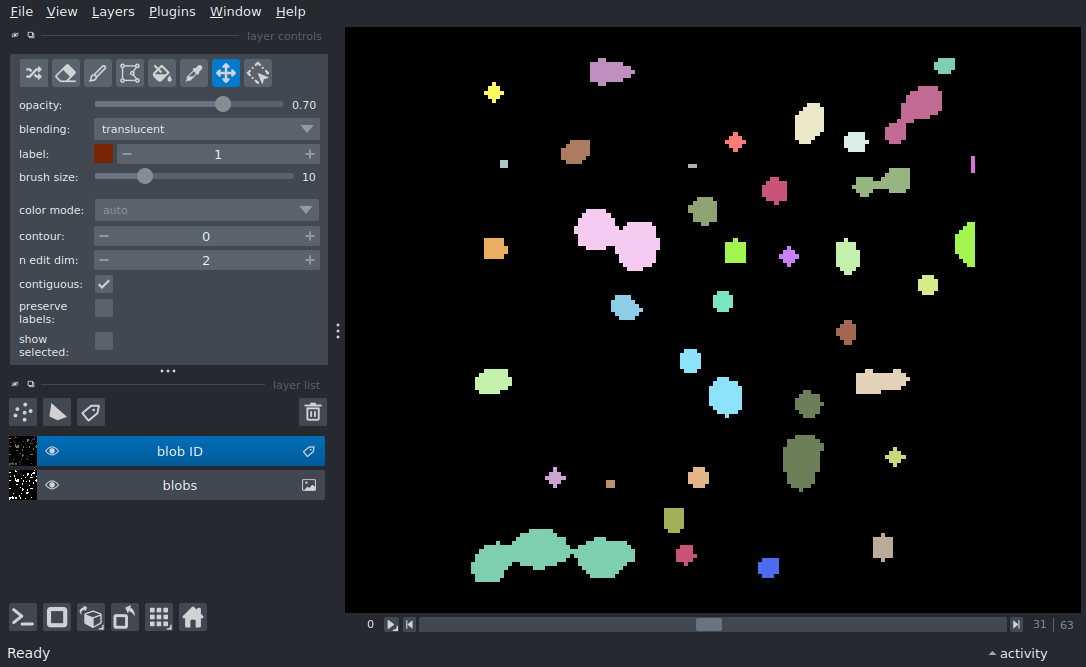 File View Layers Plugins Window Help
layer controls
opacity: 0.70
blending: translucent
label: 1
brush size: 10
color mode: auto
contour: 0
n edit dim: 2
contiguous:
preserve
labels:
show
selected:
layer list
blob ID
blobs
0 31 63
Ready activity